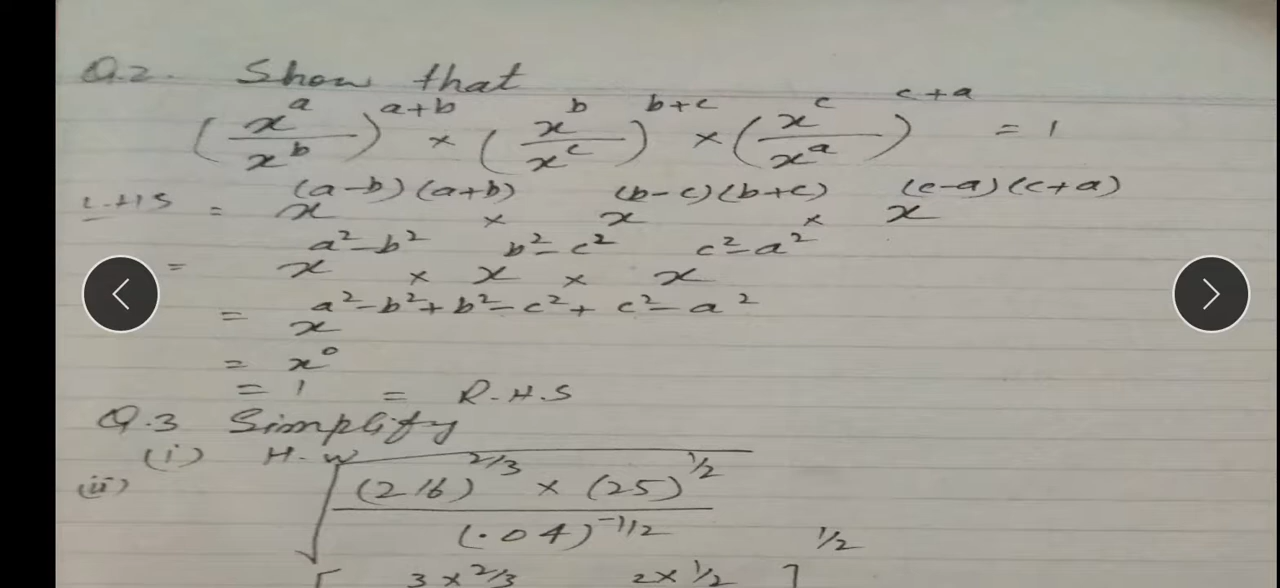 Q.2. Show that
(x^a/x^b)^(a+b) × (x^b/x^c)^(b+c) × (x^c/x^a)^(c+a) = 1
L.H.S = x^(a-b)(a+b) × x^(b-c)(b+c) × x^(c-a)(c+a)
= x^(a²-b²) × x^(b²-c²) × x^(c²-a²)
= x^(a²-b²+b²-c²+c²-a²)
= x^0
= 1 = R.H.S
Q.3 Simplify
(i) H.W
(ii) √((216)^(2/3) × (25)^(1/2) / (.04)^(-1/2))
[ 3×2/3 2×1/2 ]^(1/2)